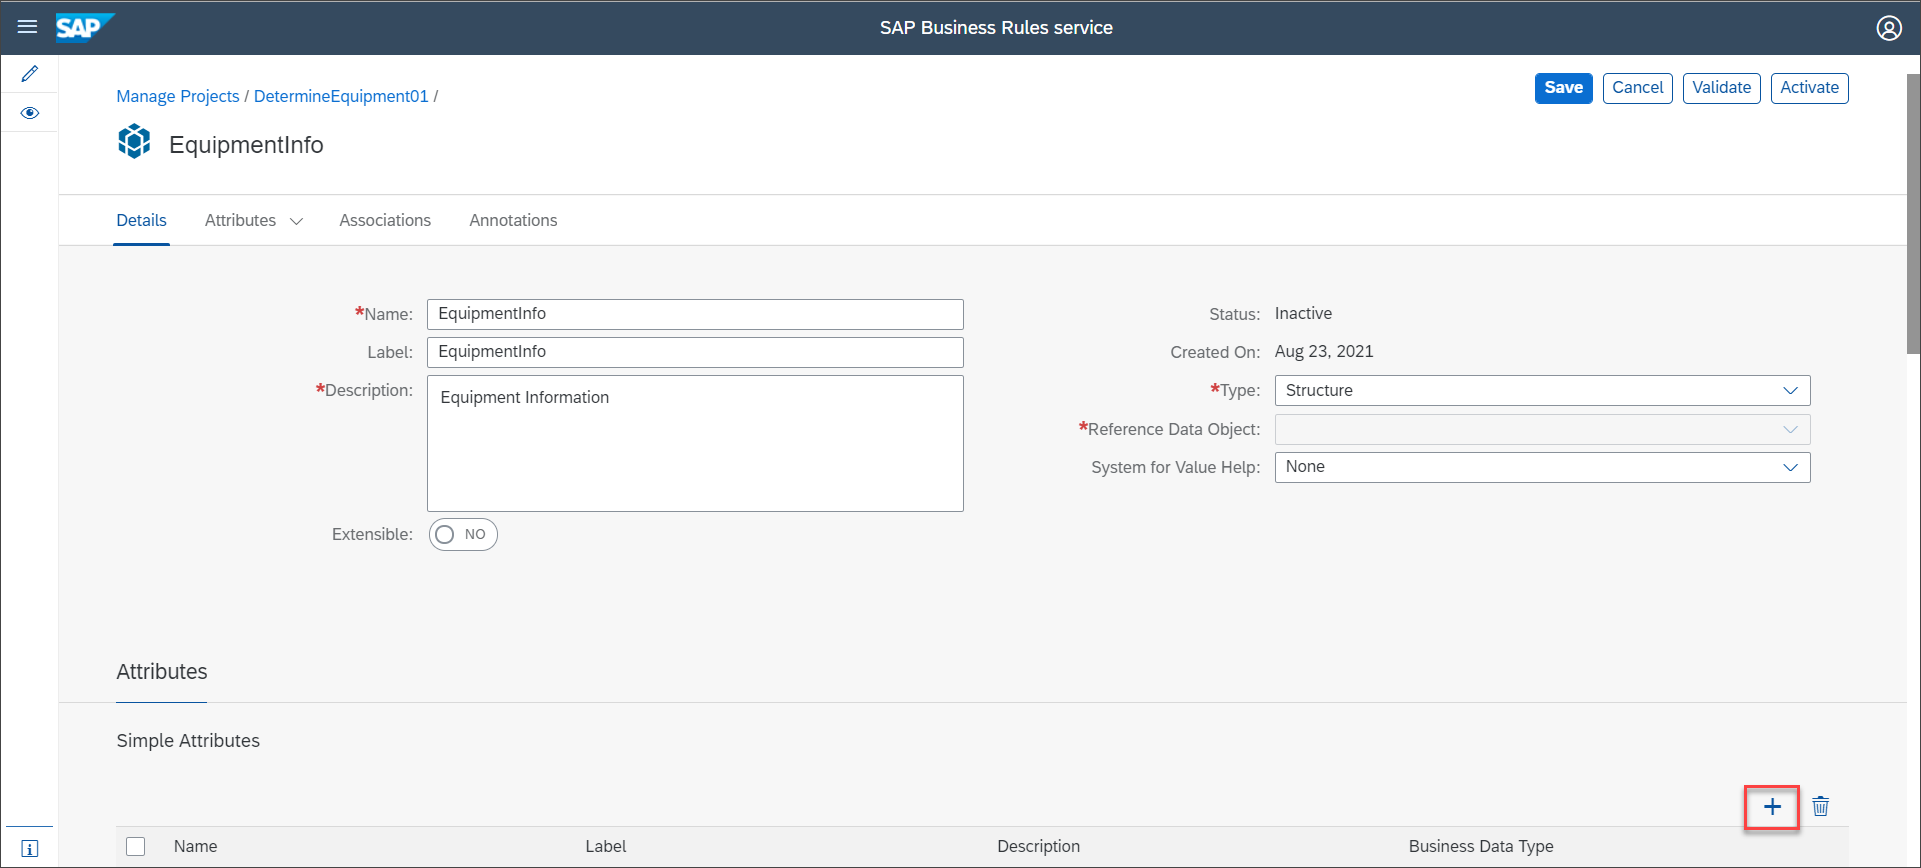 SAP
SAP Business Rules service
Manage Projects / DetermineEquipment01 /
Save Cancel Validate Activate
EquipmentInfo
Details Attributes Associations Annotations
*Name: EquipmentInfo
Label: EquipmentInfo
*Description: Equipment Information
Extensible: NO
Status: Inactive
Created On: Aug 23, 2021
*Type: Structure
*Reference Data Object:
System for Value Help: None
Attributes
Simple Attributes
Name Label Description Business Data Type